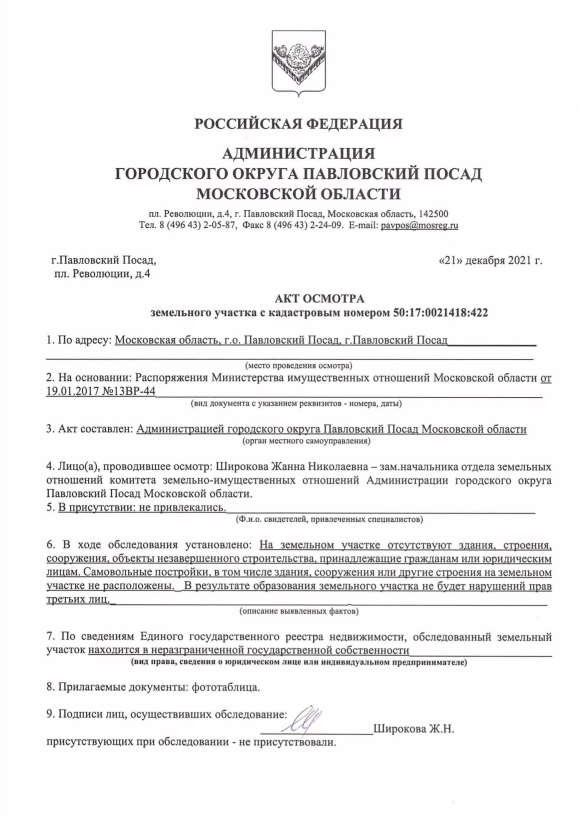 РОССИЙСКАЯ ФЕДЕРАЦИЯ
АДМИНИСТРАЦИЯ
ГОРОДСКОГО ОКРУГА ПАВЛОВСКИЙ ПОСАД
МОСКОВСКОЙ ОБЛАСТИ
пл. Революции, д.4, г. Павловский Посад, Московская область, 142500
Тел. 8 (496 43) 2-05-87, Факс 8 (496 43) 2-24-09. E-mail: pavpos@mosreg.ru
г.Павловский Посад, «21» декабря 2021 г.
пл. Революции, д.4
АКТ ОСМОТРА
земельного участка с кадастровым номером 50:17:0021418:422
1. По адресу: Московская область, г.о. Павловский Посад, г.Павловский Посад
(место проведения осмотра)
2. На основании: Распоряжения Министерства имущественных отношений Московской области от
19.01.2017 №13ВР-44
(вид документа с указанием реквизитов - номера, даты)
3. Акт составлен: Администрацией городского округа Павловский Посад Московской области
(орган местного самоуправления)
4. Лицо(а), проводившее осмотр: Широкова Жанна Николаевна – зам.начальника отдела земельных
отношений комитета земельно-имущественных отношений Администрации городского округа
Павловский Посад Московской области.
5. В присутствии: не привлекались.
(Ф.и.о. свидетелей, привлеченных специалистов)
6. В ходе обследования установлено: На земельном участке отсутствуют здания, строения,
сооружения, объекты незавершенного строительства, принадлежащие гражданам или юридическим
лицам. Самовольные постройки, в том числе здания, сооружения или другие строения на земельном
участке не расположены. В результате образования земельного участка не будет нарушений прав
третьих лиц.
(описание выявленных фактов)
7. По сведениям Единого государственного реестра недвижимости, обследованный земельный
участок находится в неразграниченной государственной собственности
(вид права, сведения о юридическом лице или индивидуальном предпринимателе)
8. Прилагаемые документы: фототаблица.
9. Подписи лиц, осуществивших обследование:
Широкова Ж.Н.
присутствующих при обследовании - не присутствовали.